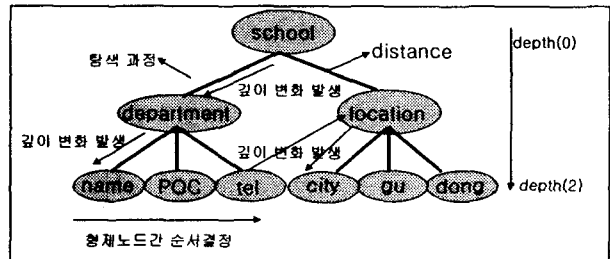 school
depth(0)
distance
탐색 과정
깊이 변화 발생
department
location
깊이 변화 발생
깊이 변화 발생
name
POC
tel
city
gu
dong
depth(2)
형제노드간 순서결정